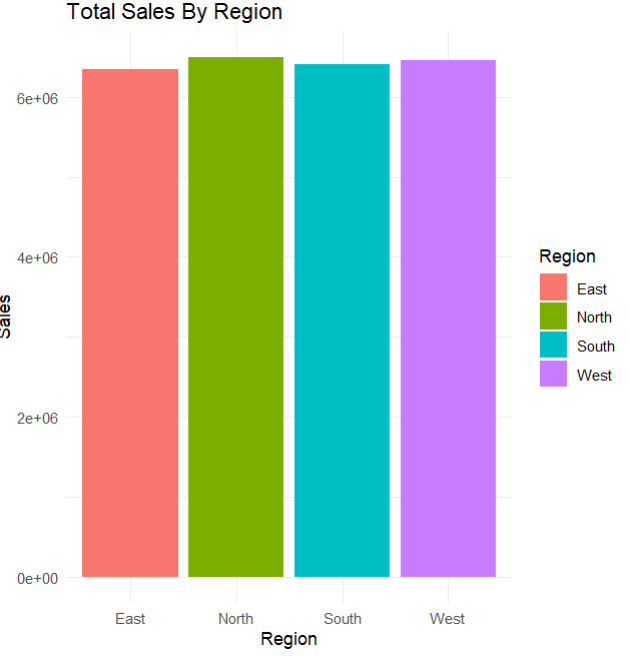 Total Sales By Region
6e+06
4e+06
2e+06
0e+00
Sales
East North South West
Region
Region
East
North
South
West